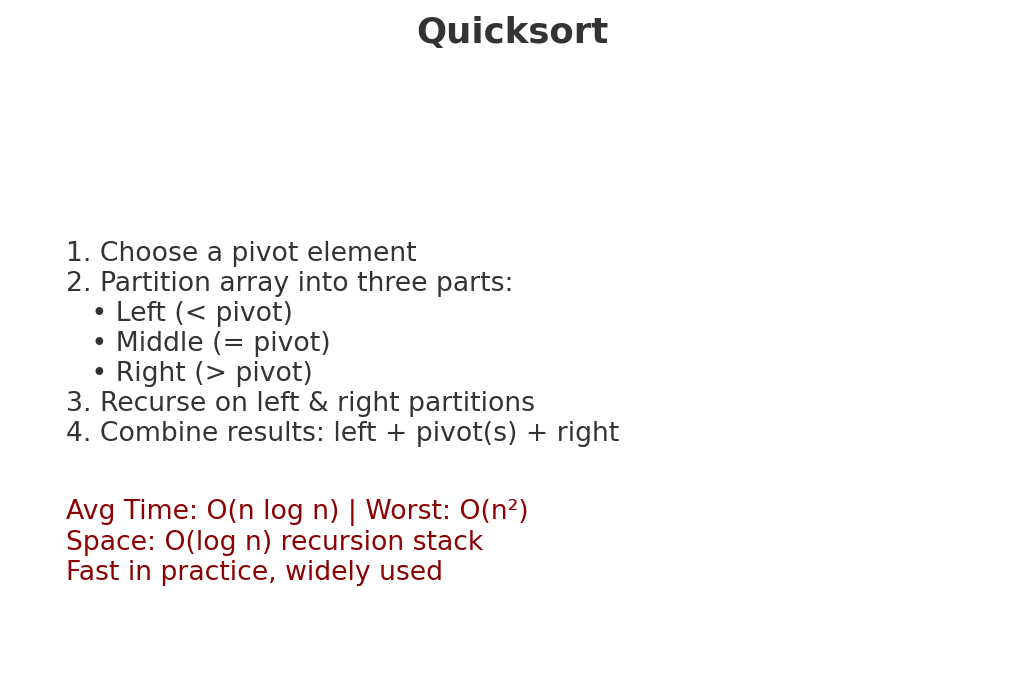 Quicksort
1. Choose a pivot element
2. Partition array into three parts:
• Left (< pivot)
• Middle (= pivot)
• Right (> pivot)
3. Recurse on left & right partitions
4. Combine results: left + pivot(s) + right
Avg Time: O(n log n) | Worst: O(n²)
Space: O(log n) recursion stack
Fast in practice, widely used